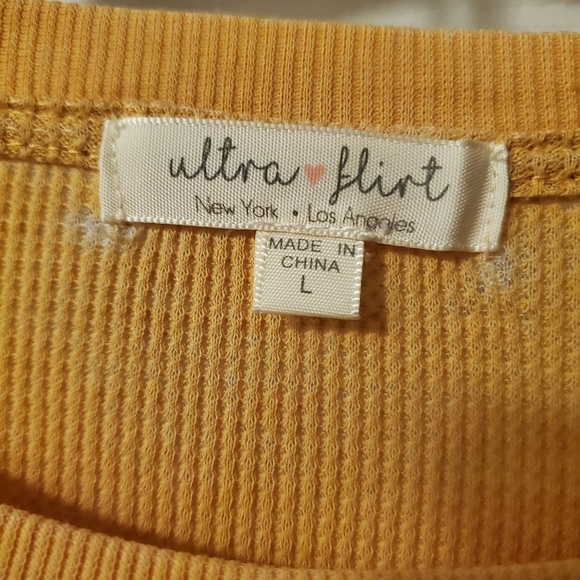 ultra flirt
New York • Los Angeles
MADE IN
CHINA
L